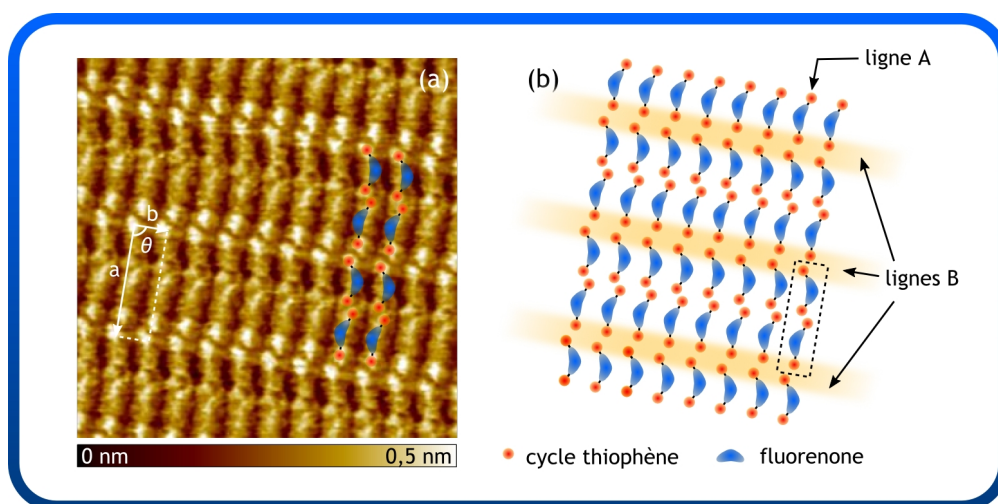 (a)
b
θ
a
0 nm
0,5 nm
(b)
ligne A
lignes B
cycle thiophène
fluorenone